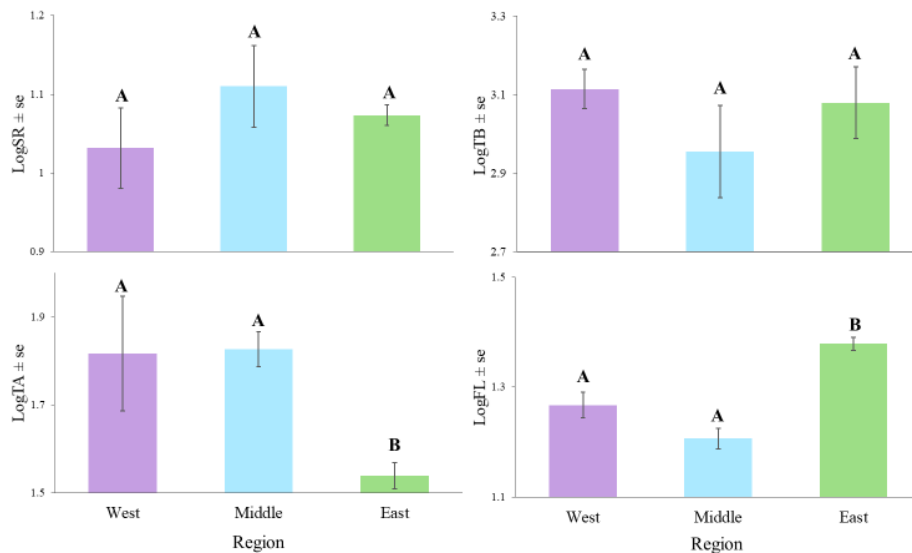 LogSR ± se
1.2
1.1
1
0.9
A
A
A
LogTB ± se
3.3
3.1
2.9
2.7
A
A
A
LogTA ± se
1.9
1.7
1.5
A
A
B
West Middle East
Region
LogFL ± se
1.5
1.3
1.1
A
A
B
West Middle East
Region